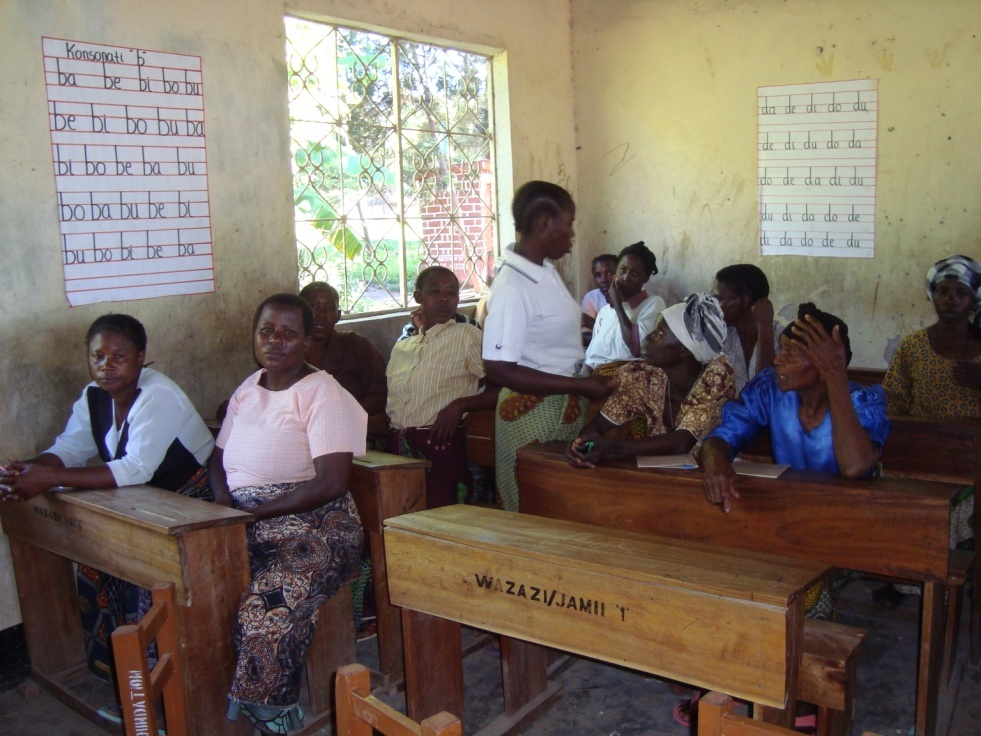 Konsonati 'b'
ba be bi bo bu
be bi bo bu ba
bi bo be ba bu
bo ba bu be bi
bu bo bi be ba
da de di do du
de di du do da
do de da di du
du di da do de
di da do de du
WAZAZI/JAMII '1'